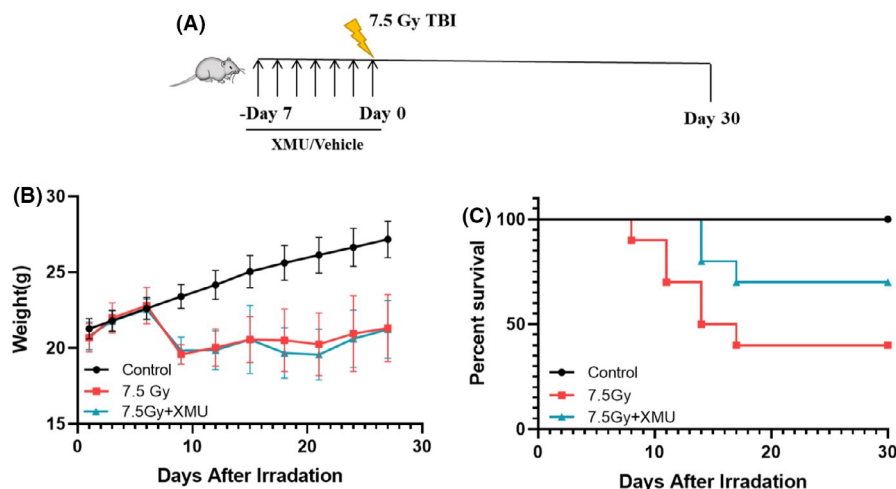 (A)
7.5 Gy TBI
-Day 7
Day 0
Day 30
XMU/Vehicle
(B)
30
25
20
15
Weight(g)
Control
7.5 Gy
7.5Gy+XMU
0
10
20
30
Days After Irradiation
(C)
100
50
0
Percent survival
Control
7.5Gy
7.5Gy+XMU
0
10
20
30
Days After Irradiation